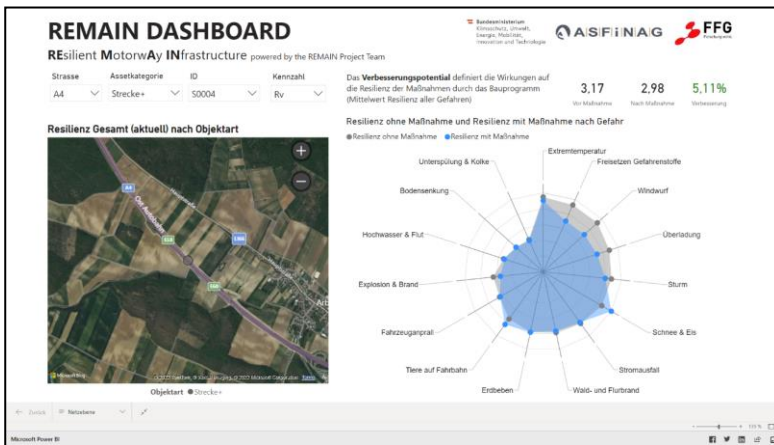 REMAIN DASHBOARD
REsilient MotorwAy INfrastructure powered by the REMAIN Project Team
Bundesministerium
Klimaschutz, Umwelt,
Energie, Mobilität,
Innovation und Technologie
ASFiNAG
FFG
Strasse
Assetkategorie
ID
Kennzahl
A4
Strecke+
S0004
Rv
Das Verbesserungspotential definiert die Wirkungen auf
die Resilienz der Maßnahmen durch das Bauprogramm
(Mittelwert Resilienz aller Gefahren)
3,17
2,98
5,11%
Vor Maßnahme
Nach Maßnahme
Verbesserung
Resilienz Gesamt (aktuell) nach Objektart
A4
Ost Autobahn
Microsoft Bing
Objektart Strecke+
Resilienz ohne Maßnahme und Resilienz mit Maßnahme nach Gefahr
Resilienz ohne Maßnahme
Resilienz mit Maßnahme
Extremtemperatur
Freisetzen Gefahrenstoffe
Windwurf
Überladung
Sturm
Schnee & Eis
Stromausfall
Wald- und Flurbrand
Erdbeben
Tiere auf Fahrbahn
Fahrzeuganprall
Explosion & Brand
Hochwasser & Flut
Bodensenkung
Unterspülung & Kolke
Zurück
Netzebene
Microsoft Power BI